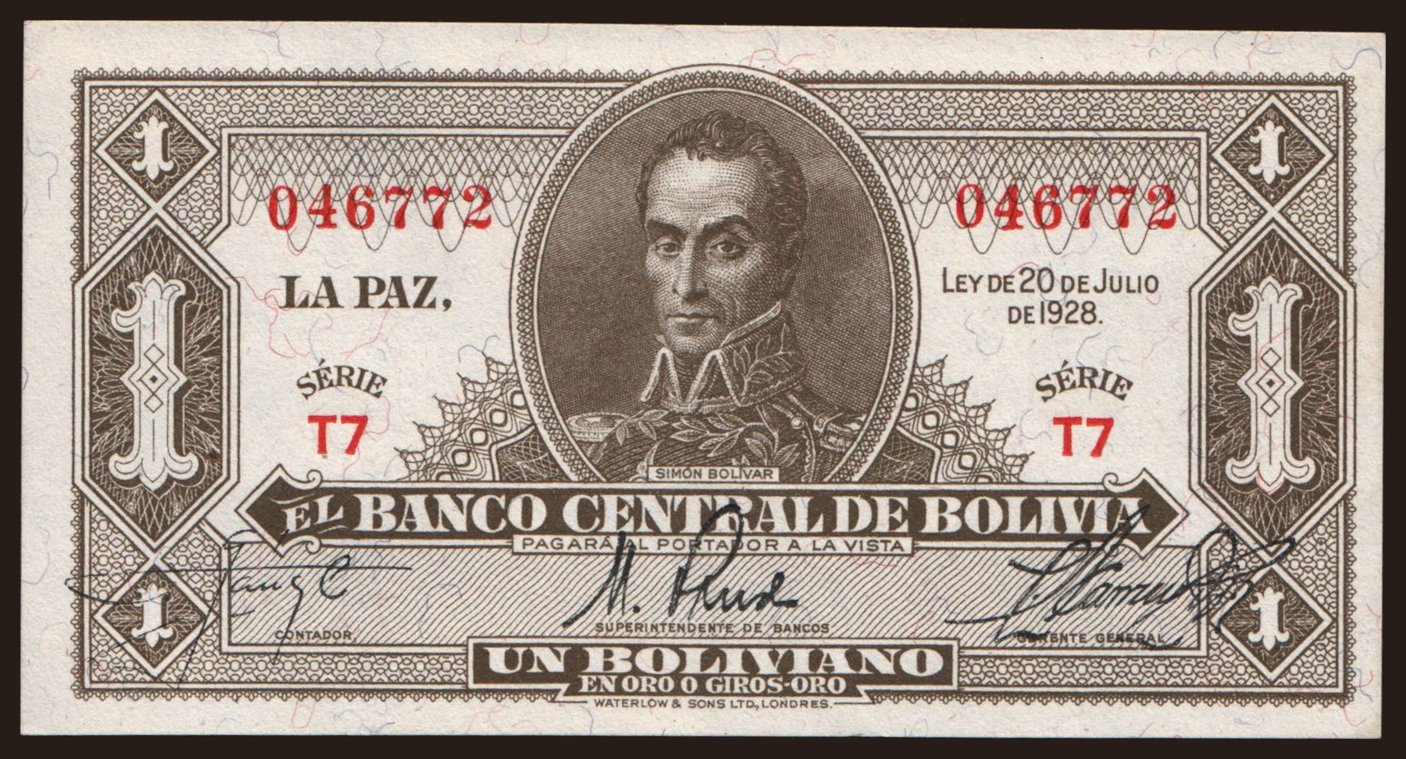 1 1
046772 046772
LA PAZ,
LEY DE 20 DE JULIO
DE 1928.
1 1
SÉRIE SÉRIE
T7 T7
SIMÓN BOLÍVAR
EL BANCO CENTRAL DE BOLIVIA
PAGARÁ AL PORTADOR A LA VISTA
1 1
CONTADOR,
SUPERINTENDENTE DE BANCOS
GERENTE GENERAL
UN BOLIVIANO
EN ORO O GIROS-ORO
WATERLOW & SONS LTD., LONDRES.